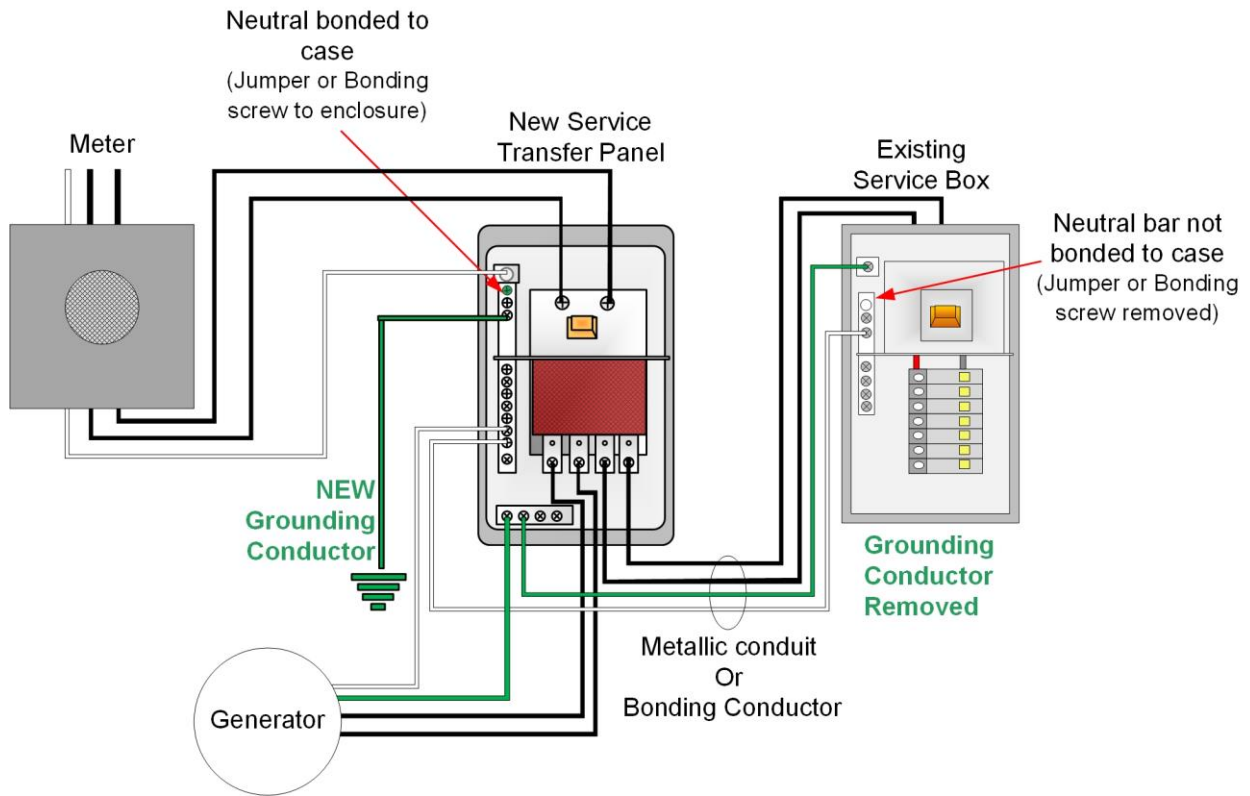 Neutral bonded to
case
(Jumper or Bonding
screw to enclosure)
Meter
New Service
Transfer Panel
Existing
Service Box
Neutral bar not
bonded to case
(Jumper or Bonding
screw removed)
NEW
Grounding
Conductor
Grounding
Conductor
Removed
Metallic conduit
Or
Bonding Conductor
Generator